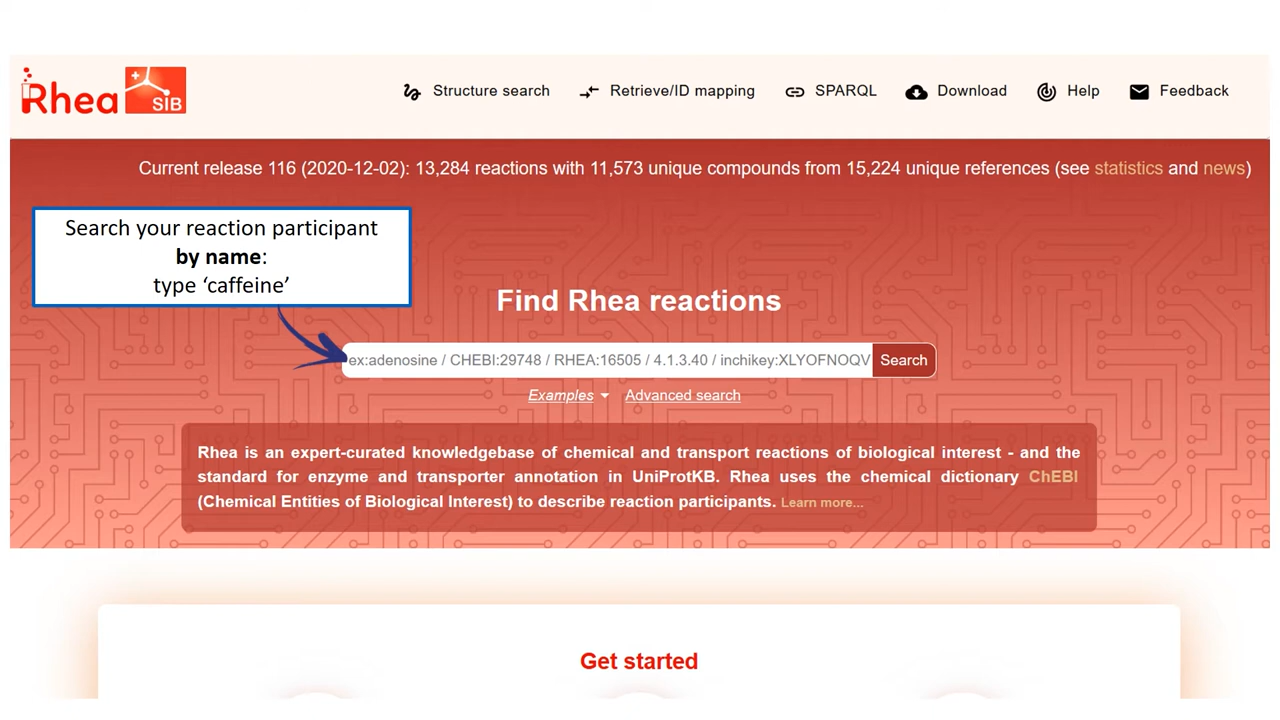 Rhea SIB
Structure search Retrieve/ID mapping SPARQL Download Help Feedback
Current release 116 (2020-12-02): 13,284 reactions with 11,573 unique compounds from 15,224 unique references (see statistics and news)
Search your reaction participant
by name:
type ‘caffeine’
Find Rhea reactions
ex:adenosine / CHEBI:29748 / RHEA:16505 / 4.1.3.40 / inchikey:XLYOFNOQV Search
Examples Advanced search
Rhea is an expert-curated knowledgebase of chemical and transport reactions of biological interest - and the
standard for enzyme and transporter annotation in UniProtKB. Rhea uses the chemical dictionary ChEBI
(Chemical Entities of Biological Interest) to describe reaction participants. Learn more...
Get started